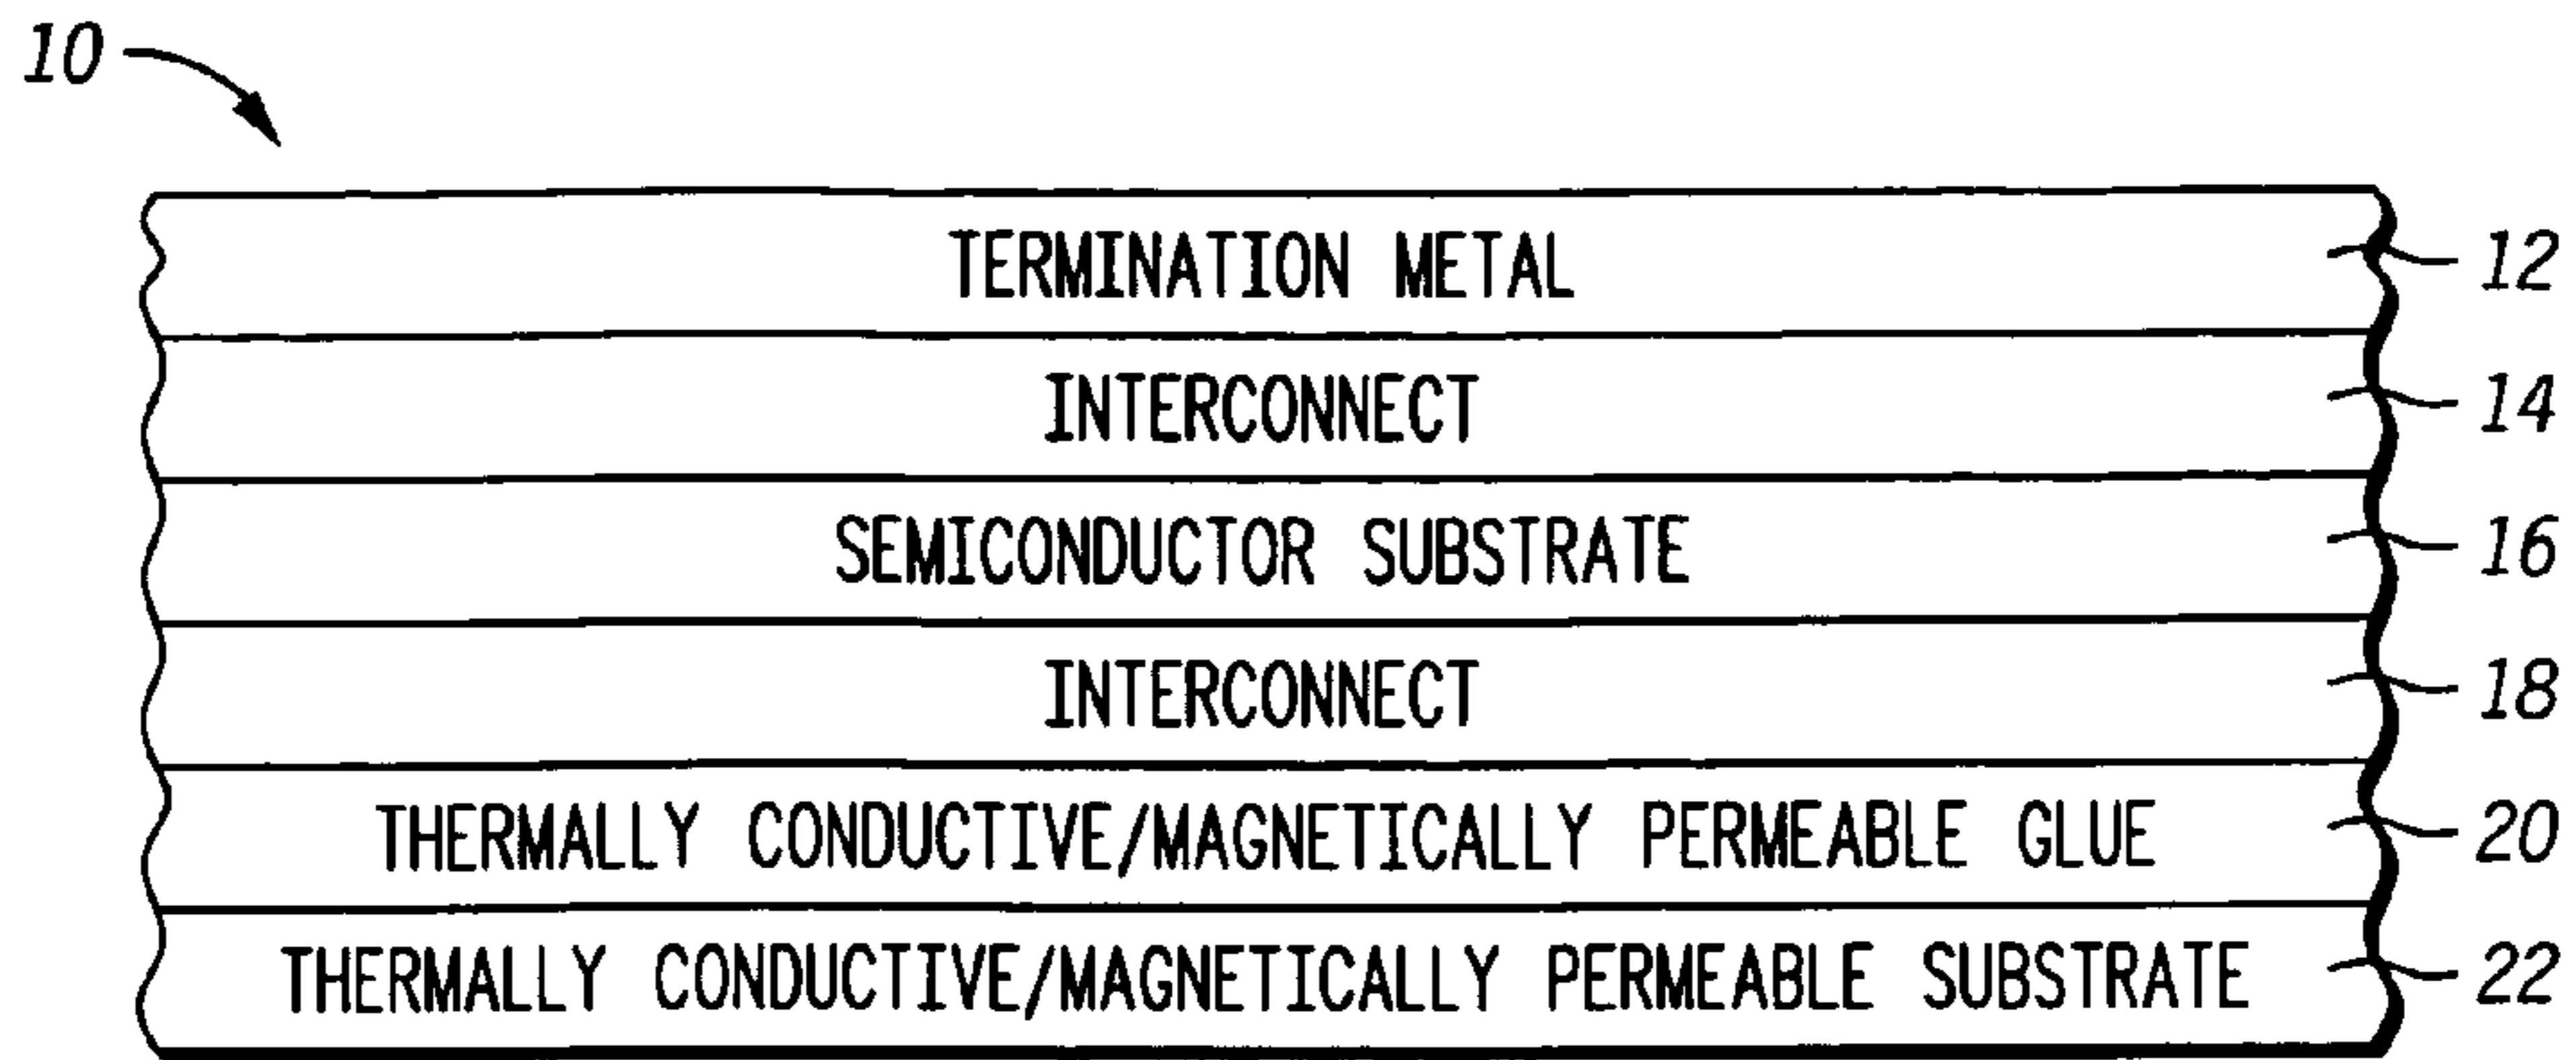 10
TERMINATION METAL 12
INTERCONNECT 14
SEMICONDUCTOR SUBSTRATE 16
INTERCONNECT 18
THERMALLY CONDUCTIVE/MAGNETICALLY PERMEABLE GLUE 20
THERMALLY CONDUCTIVE/MAGNETICALLY PERMEABLE SUBSTRATE 22